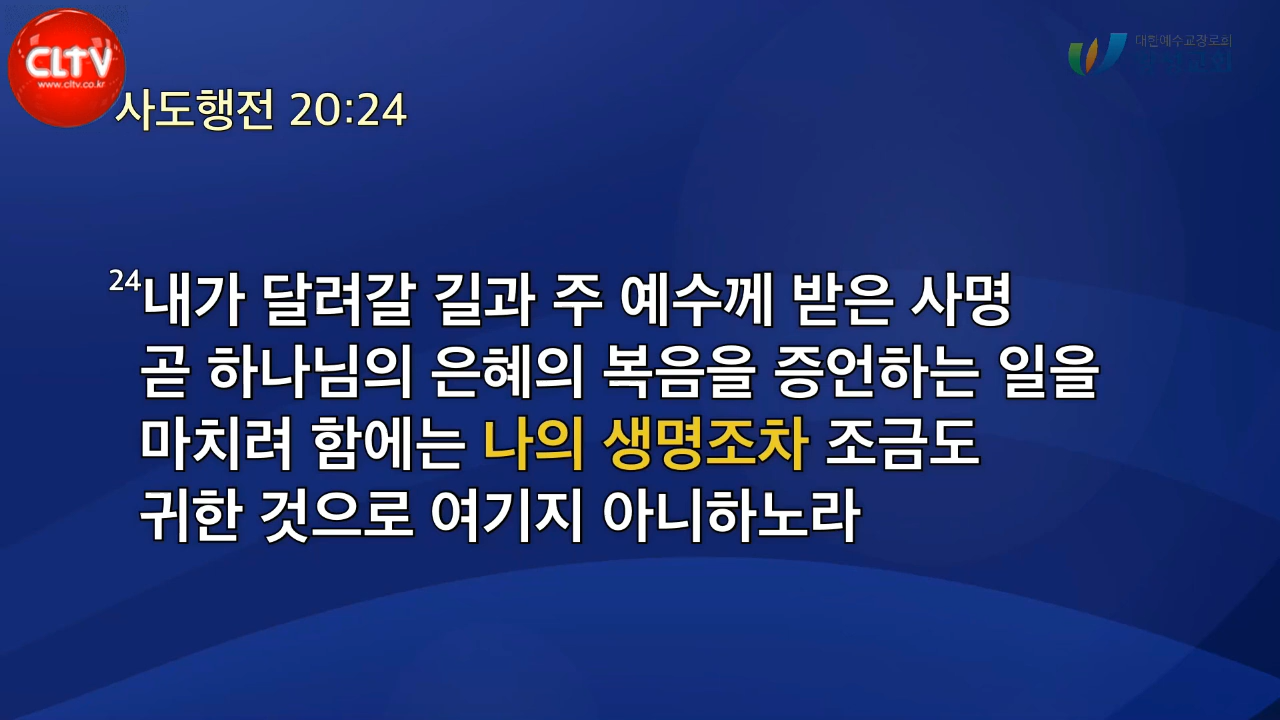 CLTV
www.cltv.co.kr
대한예수교장로회
사도행전 20:24
24내가 달려갈 길과 주 예수께 받은 사명
곧 하나님의 은혜의 복음을 증언하는 일을
마치려 함에는 나의 생명조차 조금도
귀한 것으로 여기지 아니하노라